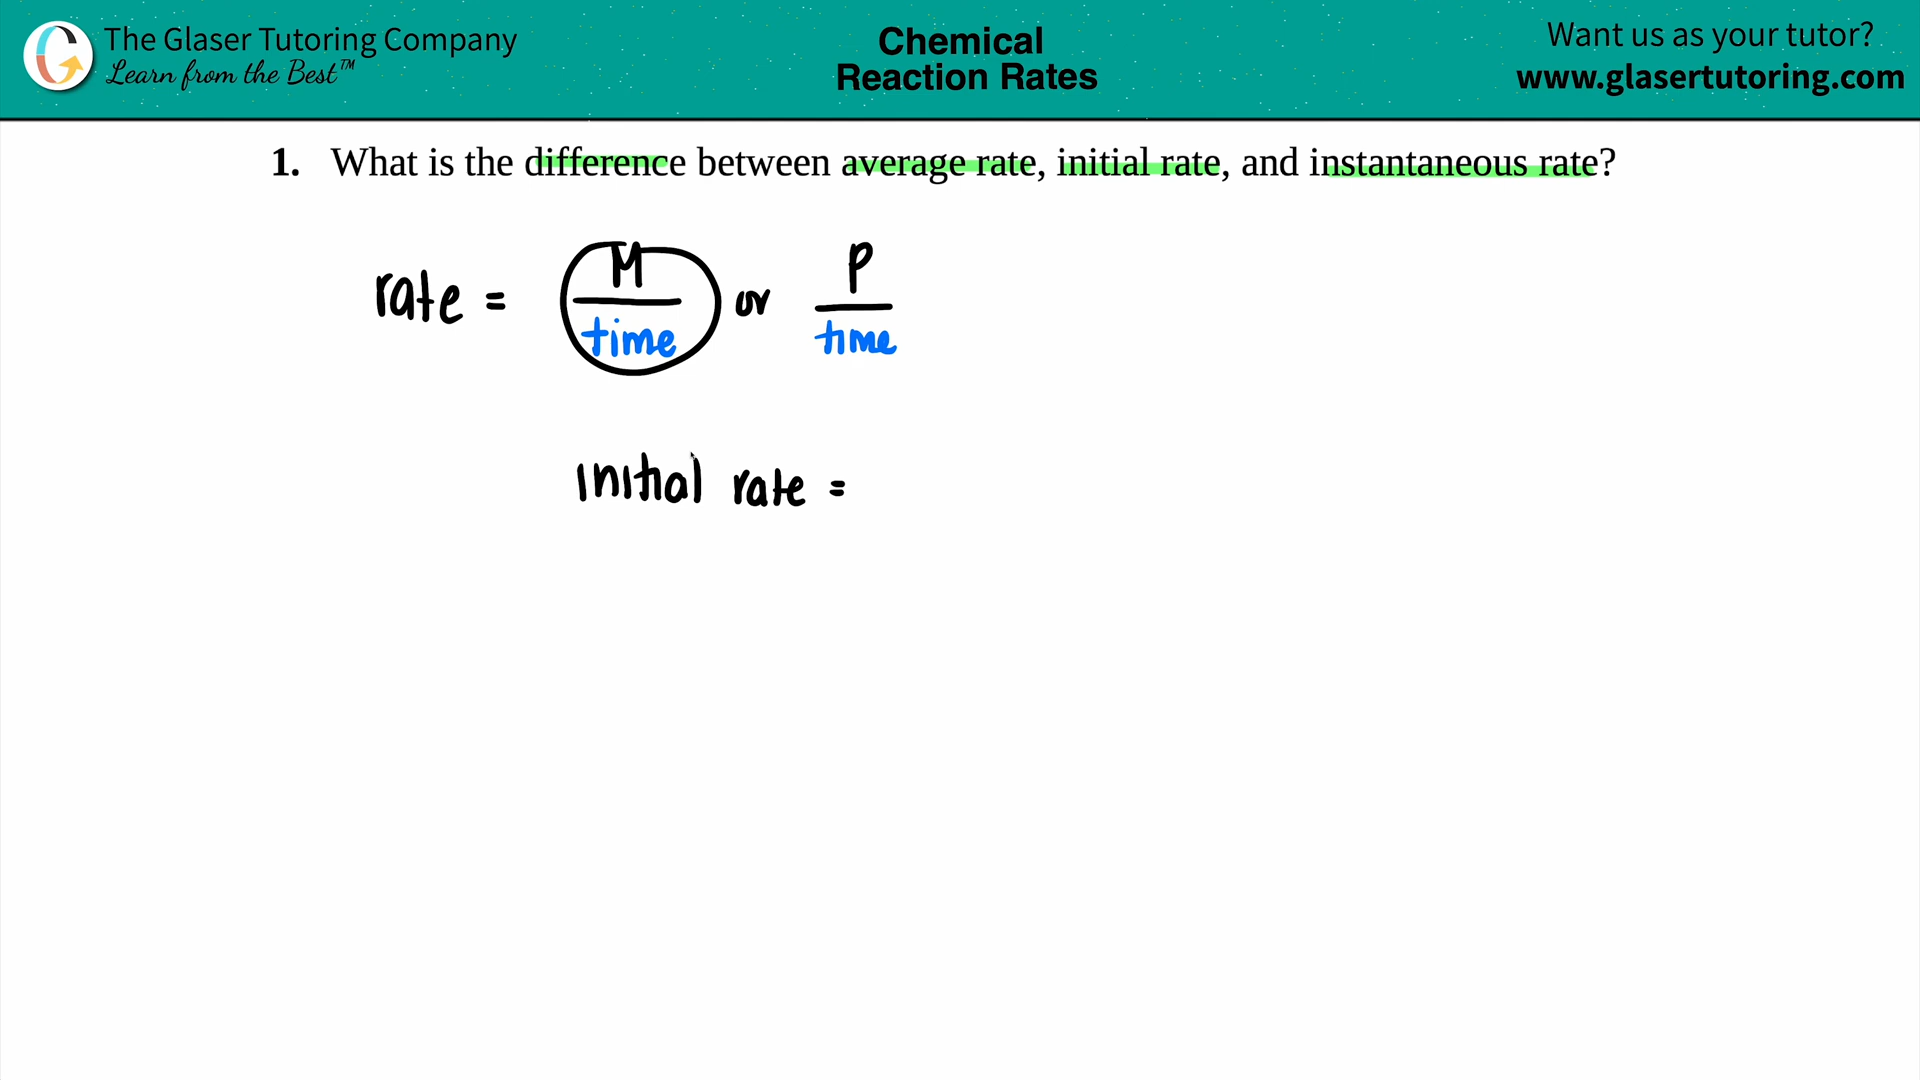 The Glaser Tutoring Company
Learn from the Best™
Chemical
Reaction Rates
Want us as your tutor?
www.glasertutoring.com
1. What is the difference between average rate, initial rate, and instantaneous rate?
rate = M/time or P/time
initial rate =